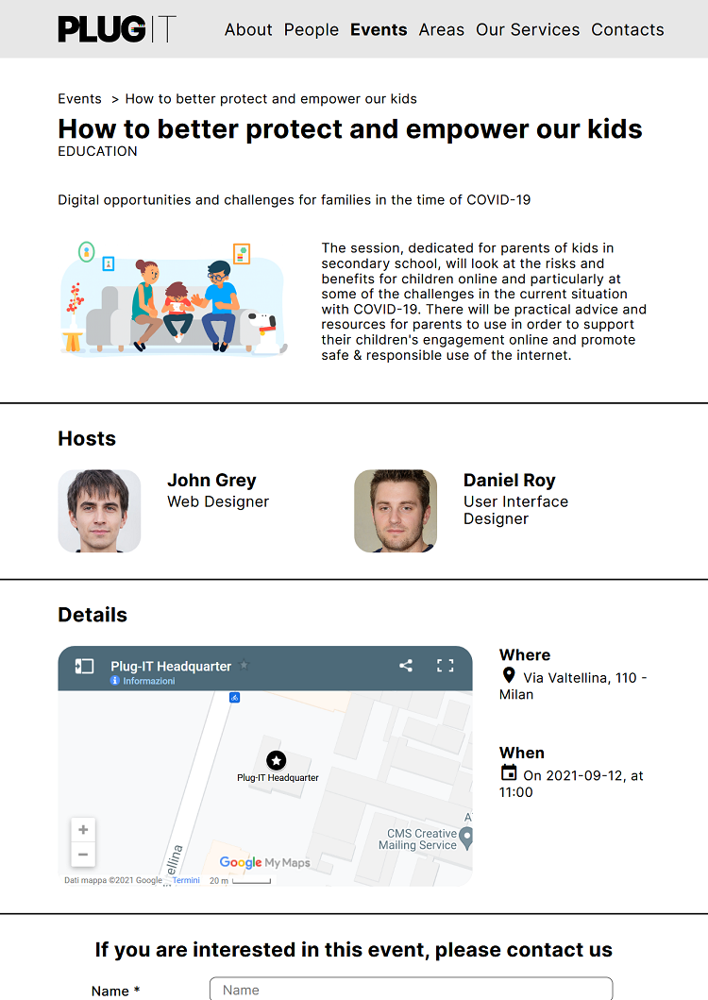 PLUG IT
About People Events Areas Our Services Contacts
Events > How to better protect and empower our kids
How to better protect and empower our kids
EDUCATION
Digital opportunities and challenges for families in the time of COVID-19
The session, dedicated for parents of kids in
secondary school, will look at the risks and
benefits for children online and particularly at
some of the challenges in the current situation
with COVID-19. There will be practical advice and
resources for parents to use in order to support
their children's engagement online and promote
safe & responsible use of the internet.
Hosts
John Grey
Web Designer
Daniel Roy
User Interface
Designer
Details
Plug-IT Headquarter
Informazioni
Plug-IT Headquarter
CMS Creative
Mailing Service
ellina
Google My Maps
Dati mappa ©2021 Google Termini 20 m
Where
Via Valtellina, 110 -
Milan
When
On 2021-09-12, at
11:00
If you are interested in this event, please contact us
Name * Name